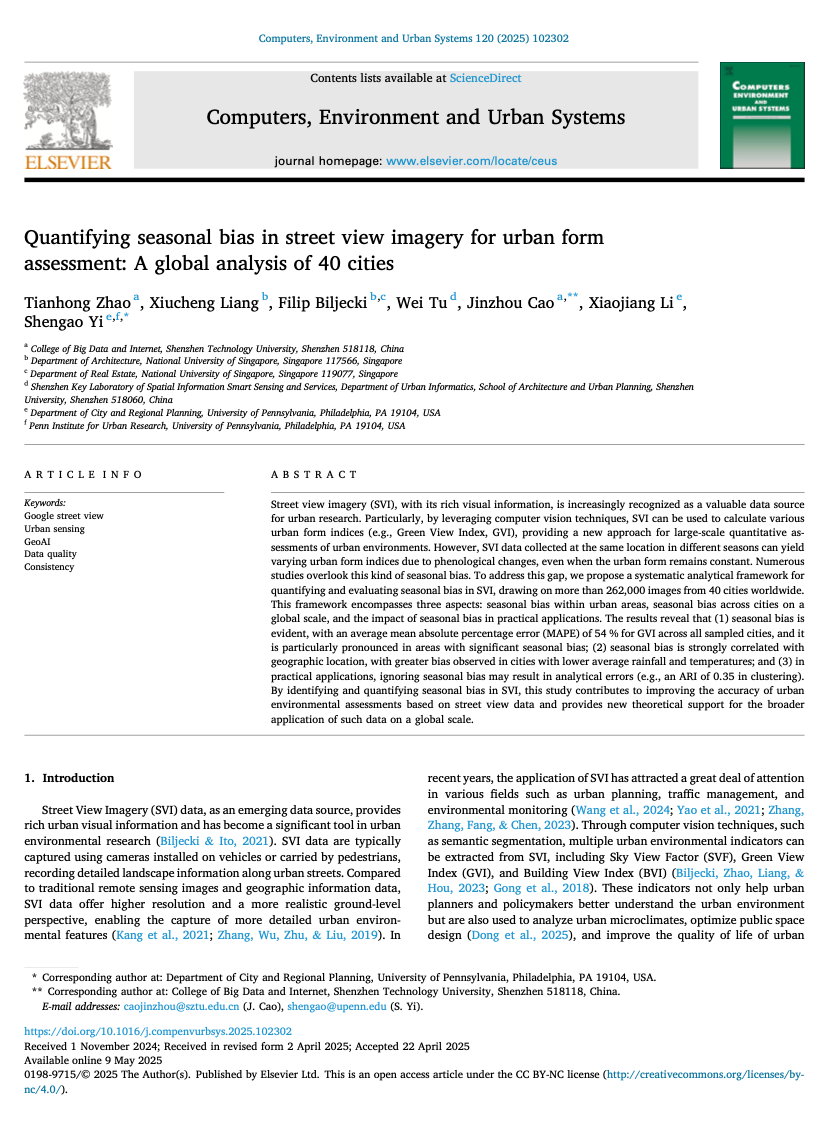 Computers, Environment and Urban Systems 120 (2025) 102302
Contents lists available at ScienceDirect
Computers, Environment and Urban Systems
journal homepage: www.elsevier.com/locate/ceus
ELSEVIER
COMPUTERS
ENVIRONMENT
AND
URBAN SYSTEMS
Quantifying seasonal bias in street view imagery for urban form
assessment: A global analysis of 40 cities
Tianhong Zhao a, Xiucheng Liang b, Filip Biljecki b,c, Wei Tu d, Jinzhou Cao a,**, Xiaojiang Li e,
Shengao Yi e,f,*
a College of Big Data and Internet, Shenzhen Technology University, Shenzhen 518118, China
b Department of Architecture, National University of Singapore, Singapore 117566, Singapore
c Department of Real Estate, National University of Singapore, Singapore 119077, Singapore
d Shenzhen Key Laboratory of Spatial Information Smart Sensing and Services, Department of Urban Informatics, School of Architecture and Urban Planning, Shenzhen
University, Shenzhen 518060, China
e Department of City and Regional Planning, University of Pennsylvania, Philadelphia, PA 19104, USA
f Penn Institute for Urban Research, University of Pennsylvania, Philadelphia, PA 19104, USA
ARTICLE INFO
Keywords:
Google street view
Urban sensing
GeoAI
Data quality
Consistency
ABSTRACT
Street view imagery (SVI), with its rich visual information, is increasingly recognized as a valuable data source
for urban research. Particularly, by leveraging computer vision techniques, SVI can be used to calculate various
urban form indices (e.g., Green View Index, GVI), providing a new approach for large-scale quantitative as-
sessments of urban environments. However, SVI data collected at the same location in different seasons can yield
varying urban form indices due to phenological changes, even when the urban form remains constant. Numerous
studies overlook this kind of seasonal bias. To address this gap, we propose a systematic analytical framework for
quantifying and evaluating seasonal bias in SVI, drawing on more than 262,000 images from 40 cities worldwide.
This framework encompasses three aspects: seasonal bias within urban areas, seasonal bias across cities on a
global scale, and the impact of seasonal bias in practical applications. The results reveal that (1) seasonal bias is
evident, with an average mean absolute percentage error (MAPE) of 54 % for GVI across all sampled cities, and it
is particularly pronounced in areas with significant seasonal bias; (2) seasonal bias is strongly correlated with
geographic location, with greater bias observed in cities with lower average rainfall and temperatures; and (3) in
practical applications, ignoring seasonal bias may result in analytical errors (e.g., an ARI of 0.35 in clustering).
By identifying and quantifying seasonal bias in SVI, this study contributes to improving the accuracy of urban
environmental assessments based on street view data and provides new theoretical support for the broader
application of such data on a global scale.
1. Introduction
Street View Imagery (SVI) data, as an emerging data source, provides
rich urban visual information and has become a significant tool in urban
environmental research (Biljecki & Ito, 2021). SVI data are typically
captured using cameras installed on vehicles or carried by pedestrians,
recording detailed landscape information along urban streets. Compared
to traditional remote sensing images and geographic information data,
SVI data offer higher resolution and a more realistic ground-level
perspective, enabling the capture of more detailed urban environ-
mental features (Kang et al., 2021; Zhang, Wu, Zhu, & Liu, 2019). In
recent years, the application of SVI has attracted a great deal of attention
in various fields such as urban planning, traffic management, and
environmental monitoring (Wang et al., 2024; Yao et al., 2021; Zhang,
Zhang, Fang, & Chen, 2023). Through computer vision techniques, such
as semantic segmentation, multiple urban environmental indicators can
be extracted from SVI, including Sky View Factor (SVF), Green View
Index (GVI), and Building View Index (BVI) (Biljecki, Zhao, Liang, &
Hou, 2023; Gong et al., 2018). These indicators not only help urban
planners and policymakers better understand the urban environment
but are also used to analyze urban microclimates, optimize public space
design (Dong et al., 2025), and improve the quality of life of urban
* Corresponding author at: Department of City and Regional Planning, University of Pennsylvania, Philadelphia, PA 19104, USA.
** Corresponding author at: College of Big Data and Internet, Shenzhen Technology University, Shenzhen 518118, China.
E-mail addresses: caojinzhou@sztu.edu.cn (J. Cao), shengao@upenn.edu (S. Yi).
https://doi.org/10.1016/j.compenvurbsys.2025.102302
Received 1 November 2024; Received in revised form 2 April 2025; Accepted 22 April 2025
Available online 9 May 2025
0198-9715/© 2025 The Author(s). Published by Elsevier Ltd. This is an open access article under the CC BY-NC license (http://creativecommons.org/licenses/by-
nc/4.0/).